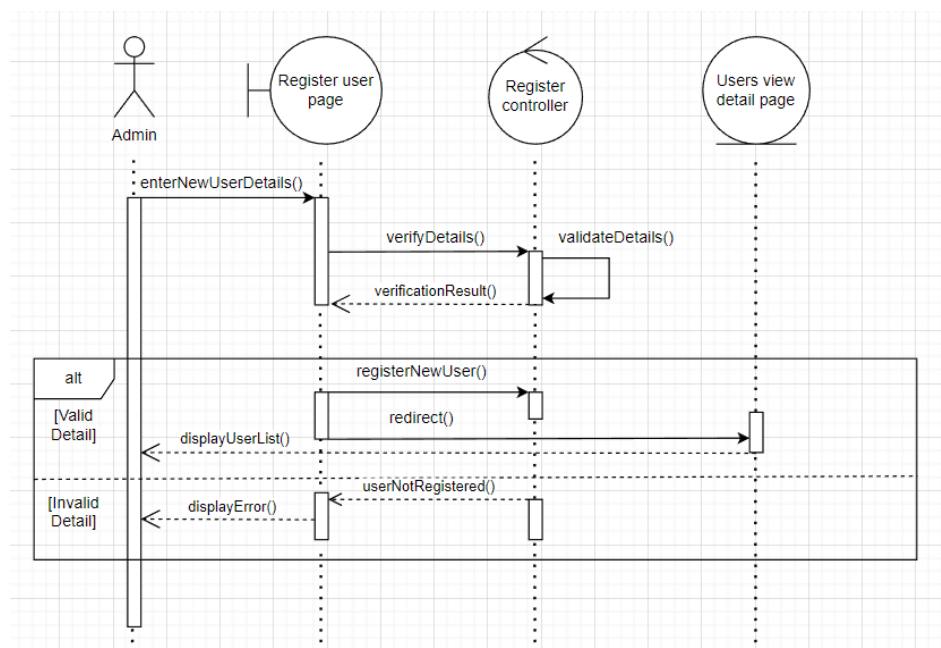 Register user
page
Register
controller
Users view
detail page
Admin
enterNewUserDetails()
verifyDetails()
validateDetails()
verificationResult()
alt
registerNewUser()
[Valid
Detail]
redirect()
displayUserList()
userNotRegistered()
[Invalid
Detail]
displayError()